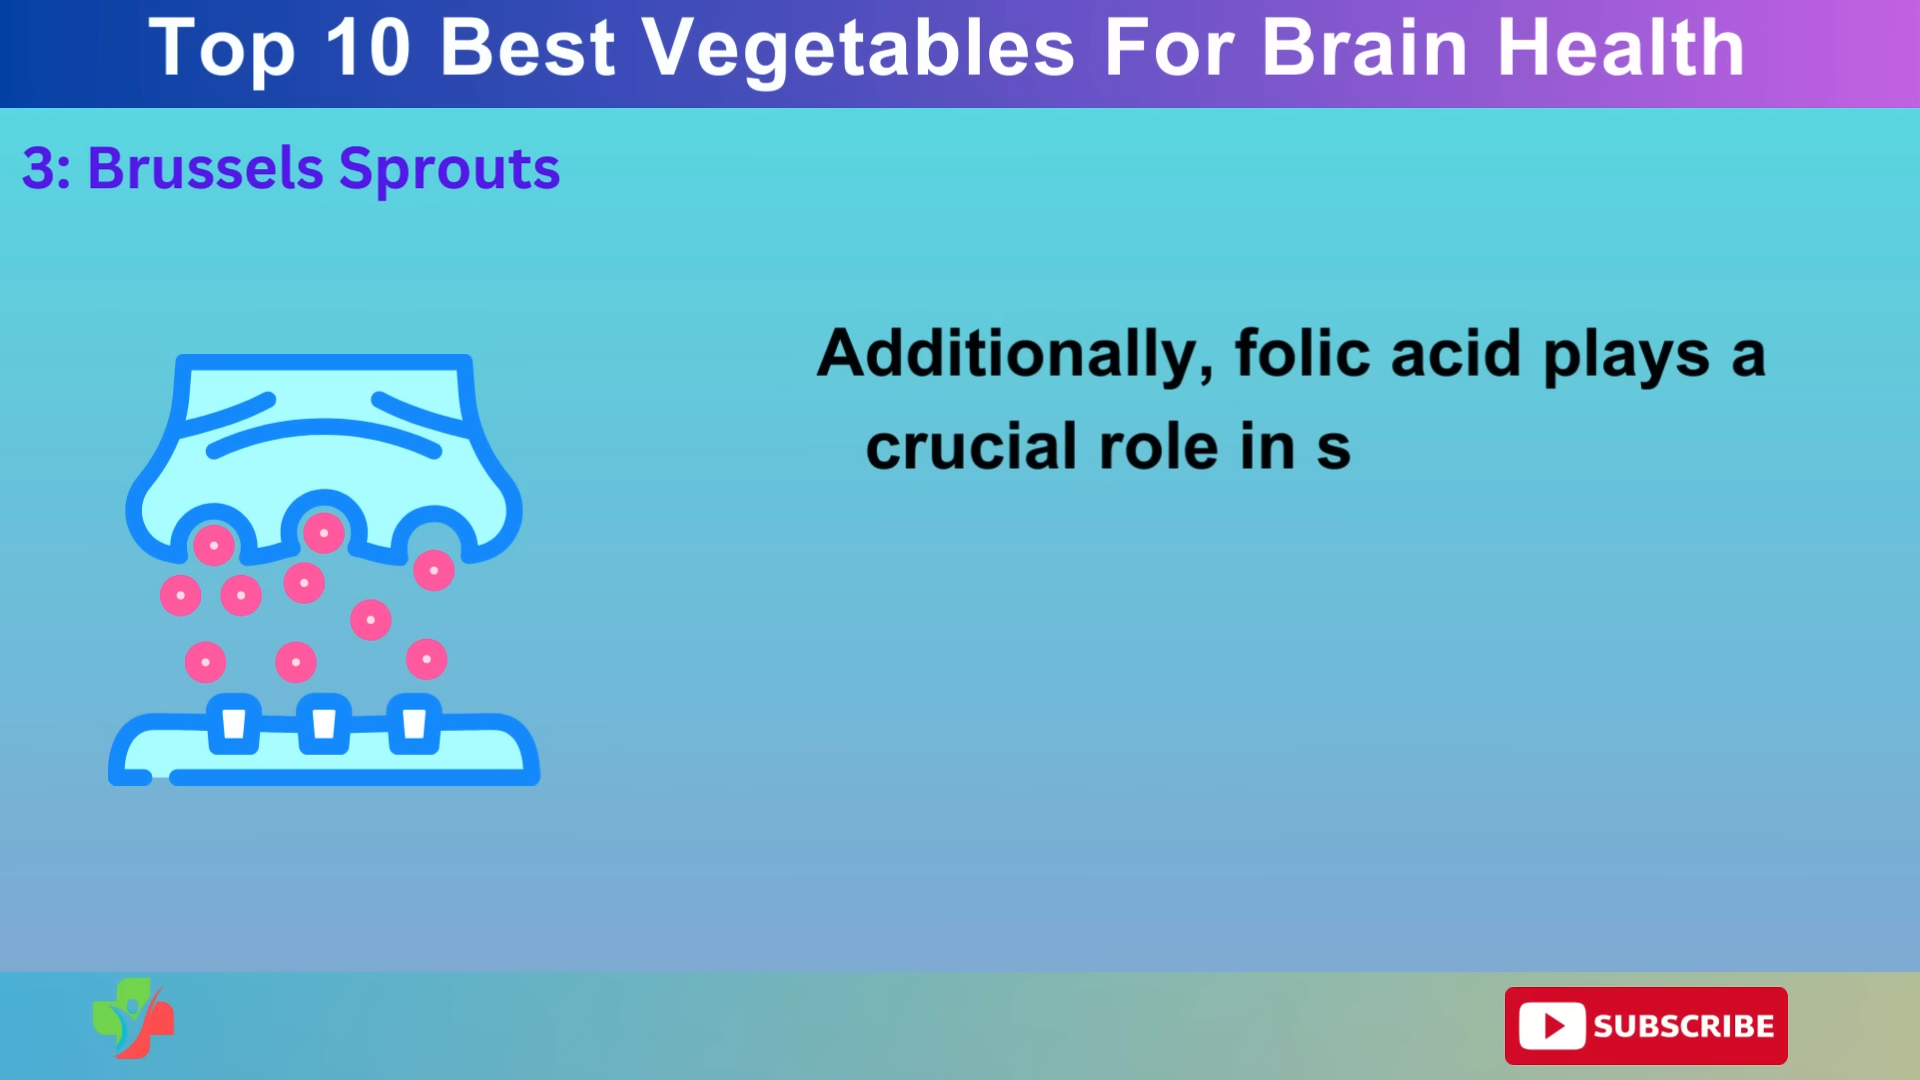 Top 10 Best Vegetables For Brain Health
3: Brussels Sprouts
Additionally, folic acid plays a
crucial role in s
SUBSCRIBE